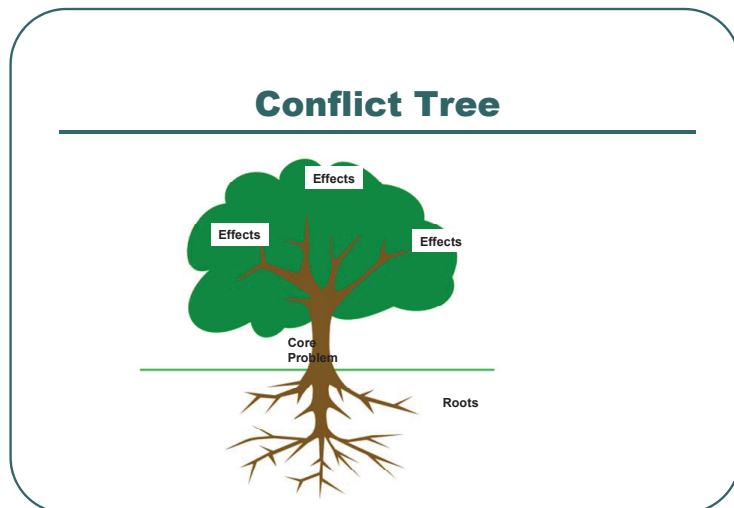 Conflict Tree
Effects
Effects
Effects
Core
Problem
Roots